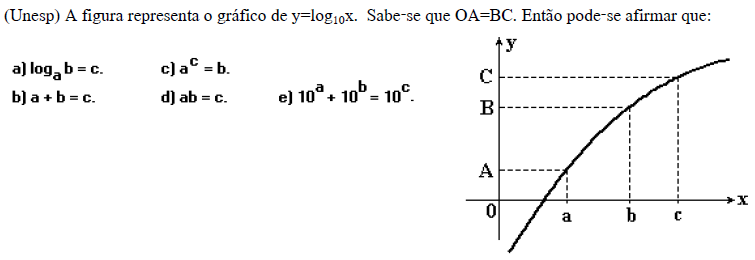 (Unesp) A figura representa o gráfico de y=log₁₀x. Sabe-se que OA=BC. Então pode-se afirmar que:
a) logₐ b = c. c) aᶜ = b.
b) a + b = c. d) ab = c. e) 10ᵃ + 10ᵇ = 10ᶜ.
y
C
B
A
0 a b c x